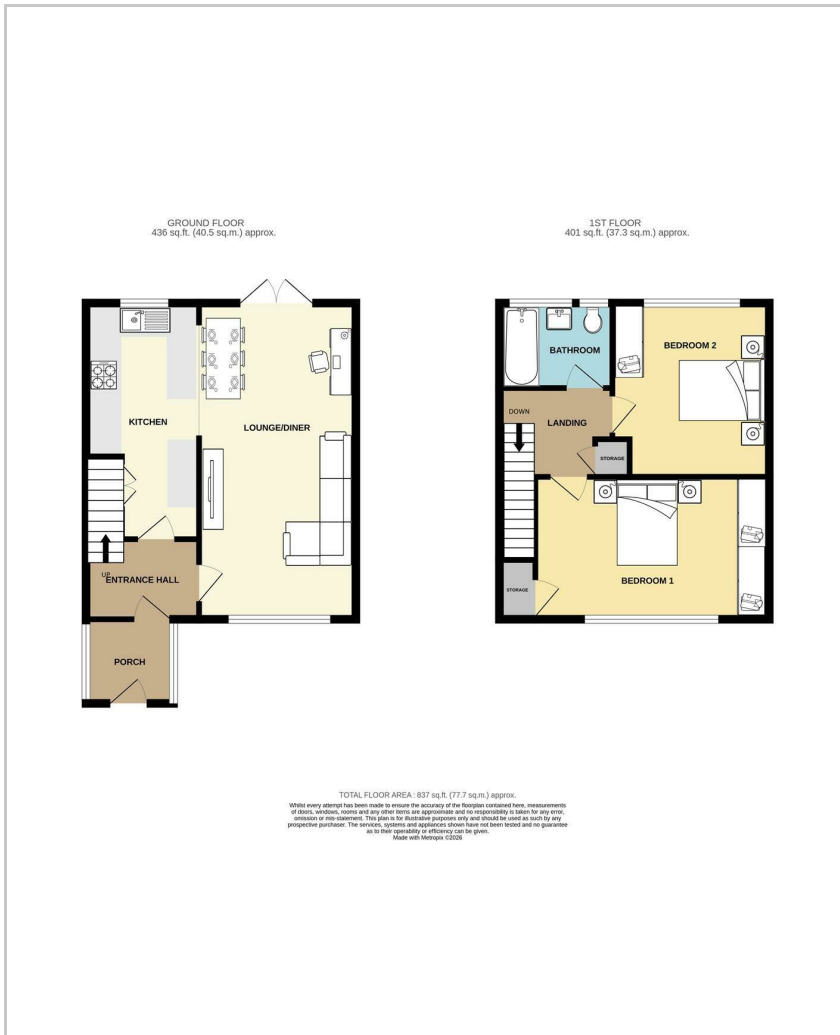 GROUND FLOOR
436 sq.ft. (40.5 sq.m.) approx.
1ST FLOOR
401 sq.ft. (37.3 sq.m.) approx.
KITCHEN
LOUNGE/DINER
UP
ENTRANCE HALL
PORCH
BATHROOM
BEDROOM 2
DOWN
LANDING
STORAGE
BEDROOM 1
STORAGE
TOTAL FLOOR AREA : 837 sq.ft. (77.7 sq.m.) approx.
Whilst every attempt has been made to ensure the accuracy of the floorplan contained here, measurements
of doors, windows, rooms and any other items are approximate and no responsibility is taken for any error,
omission or mis-statement. This plan is for illustrative purposes only and should be used as such by any
prospective purchaser. The services, systems and appliances shown have not been tested and no guarantee
as to their operability or efficiency can be given.
Made with Metropix ©2026